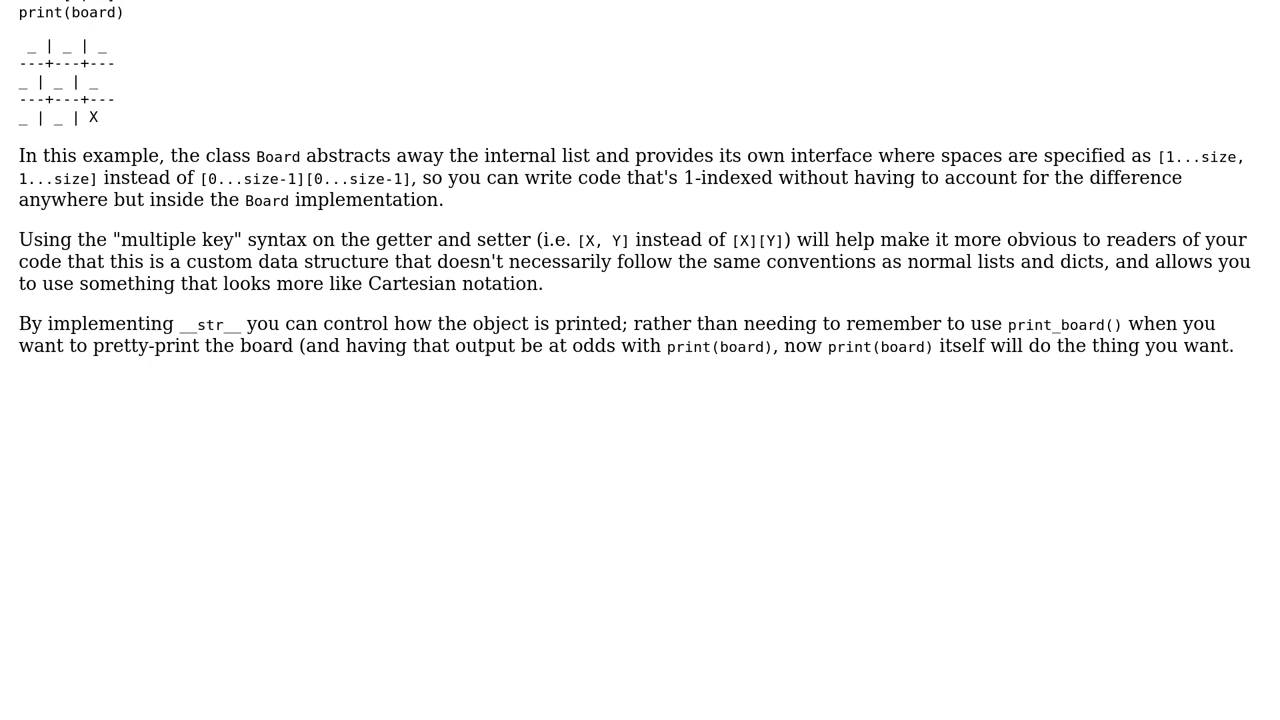 print(board)
 _ | _ | _
---+---+---
_ | _ | _
---+---+---
_ | _ | X
In this example, the class Board abstracts away the internal list and provides its own interface where spaces are specified as [1...size,
1...size] instead of [0...size-1][0...size-1], so you can write code that's 1-indexed without having to account for the difference
anywhere but inside the Board implementation.
Using the "multiple key" syntax on the getter and setter (i.e. [X, Y] instead of [X][Y]) will help make it more obvious to readers of your
code that this is a custom data structure that doesn't necessarily follow the same conventions as normal lists and dicts, and allows you
to use something that looks more like Cartesian notation.
By implementing __str__ you can control how the object is printed; rather than needing to remember to use print_board() when you
want to pretty-print the board (and having that output be at odds with print(board), now print(board) itself will do the thing you want.